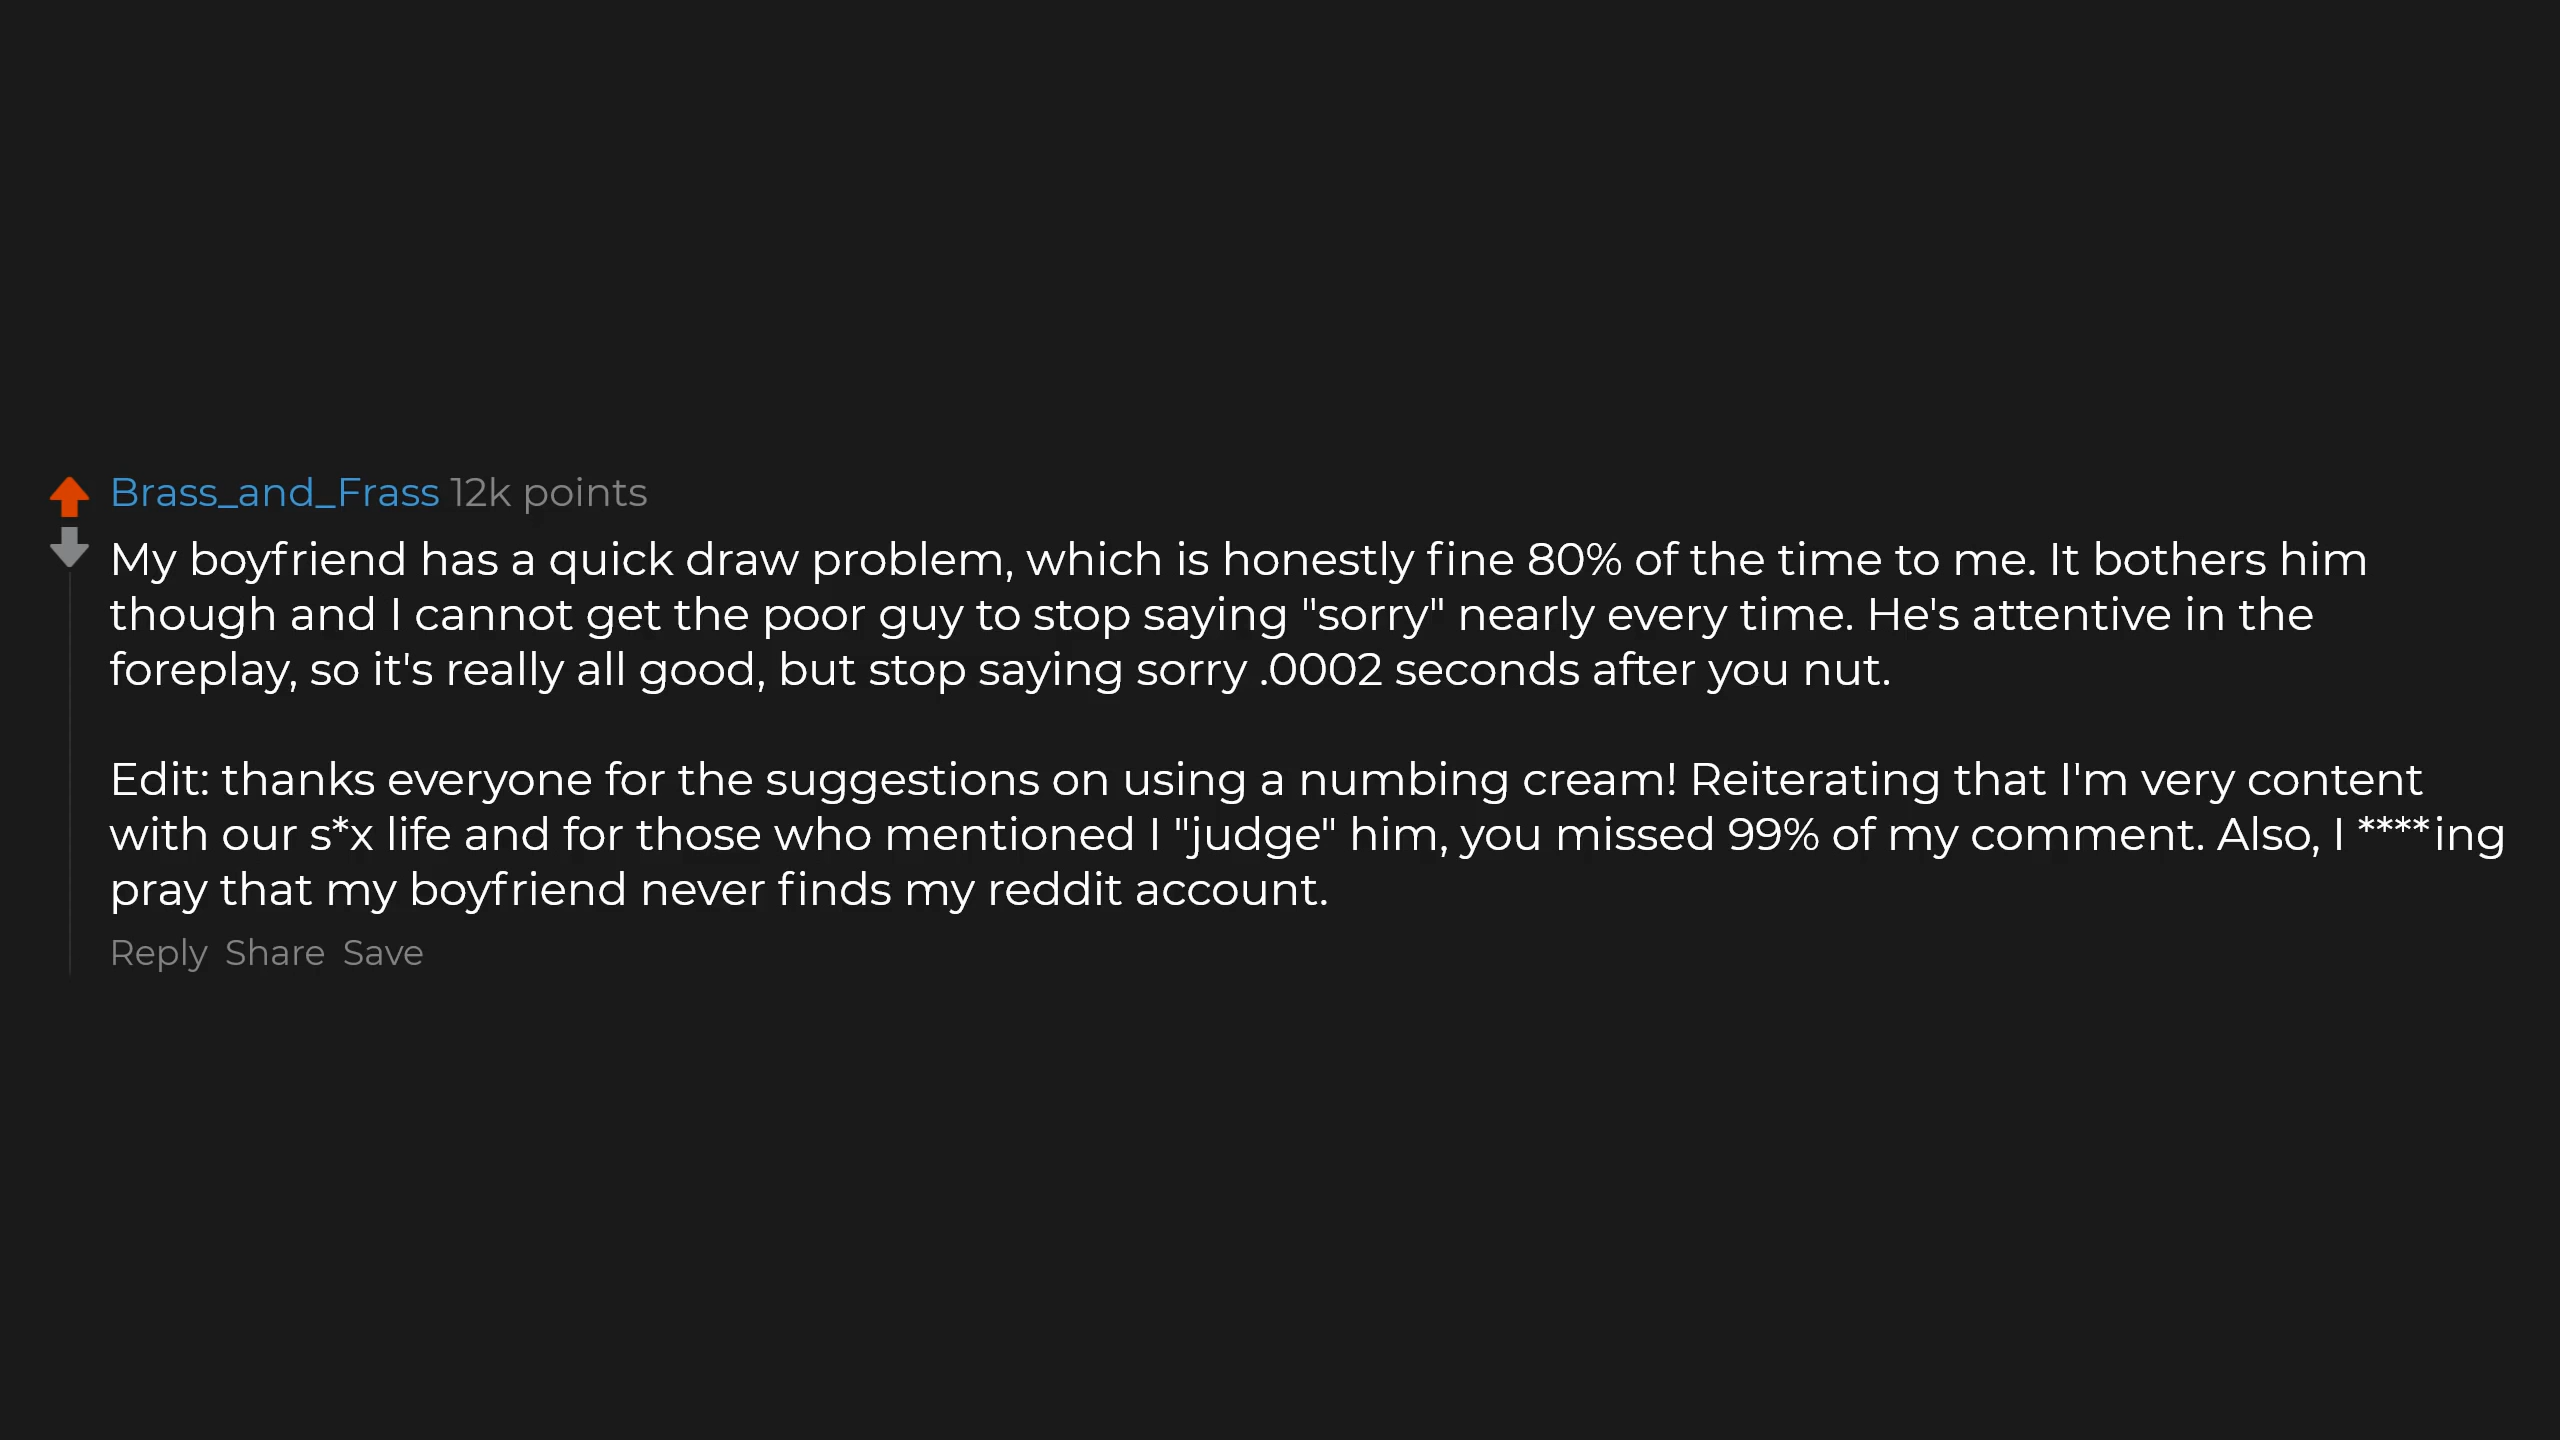 Brass_and_Frass 12k points
My boyfriend has a quick draw problem, which is honestly fine 80% of the time to me. It bothers him
though and I cannot get the poor guy to stop saying "sorry" nearly every time. He's attentive in the
foreplay, so it's really all good, but stop saying sorry .0002 seconds after you nut.
Edit: thanks everyone for the suggestions on using a numbing cream! Reiterating that I'm very content
with our s*x life and for those who mentioned I "judge" him, you missed 99% of my comment. Also, I ****ing
pray that my boyfriend never finds my reddit account.
Reply Share Save